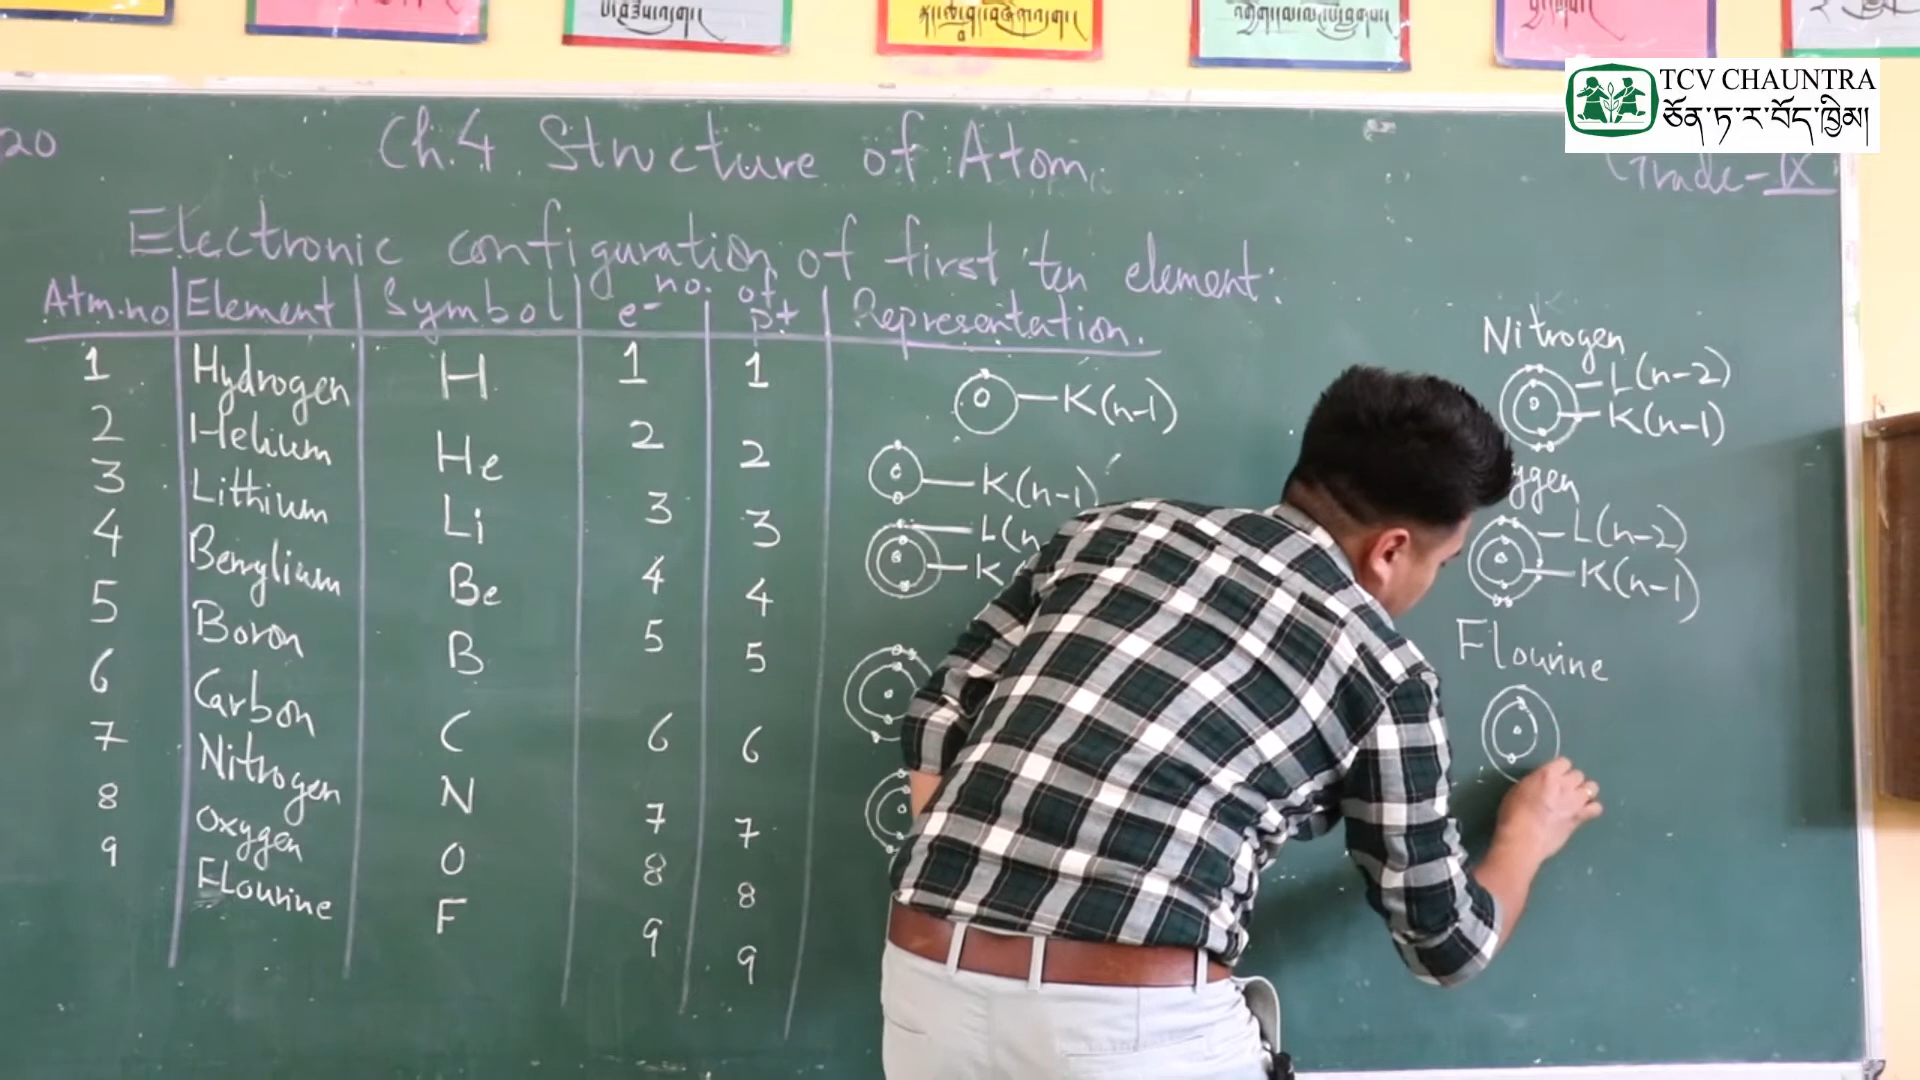 TCV CHAUNTRA
ཅོན་ཏ་ར་བོད་ཁྱིམ།
20
Ch.4 Structure of Atom.
Grade-IX
Electronic configuration of first ten element:
no. of
Atm.no Element Symbol e- p+ Representation.
1 Hydrogen H 1 1 K(n-1)
2 Helium He 2 2 K(n-1)
3 Lithium Li 3 3 L(n
K
4 Berrylium Be 4 4
5 Boron B 5 5
6 Carbon C 6 6
7 Nitrogen N 7 7
8 Oxygen O 8 8
9 Flourine F 9 9
Nitrogen
L(n-2)
K(n-1)
ygen
L(n-2)
K(n-1)
Flourine